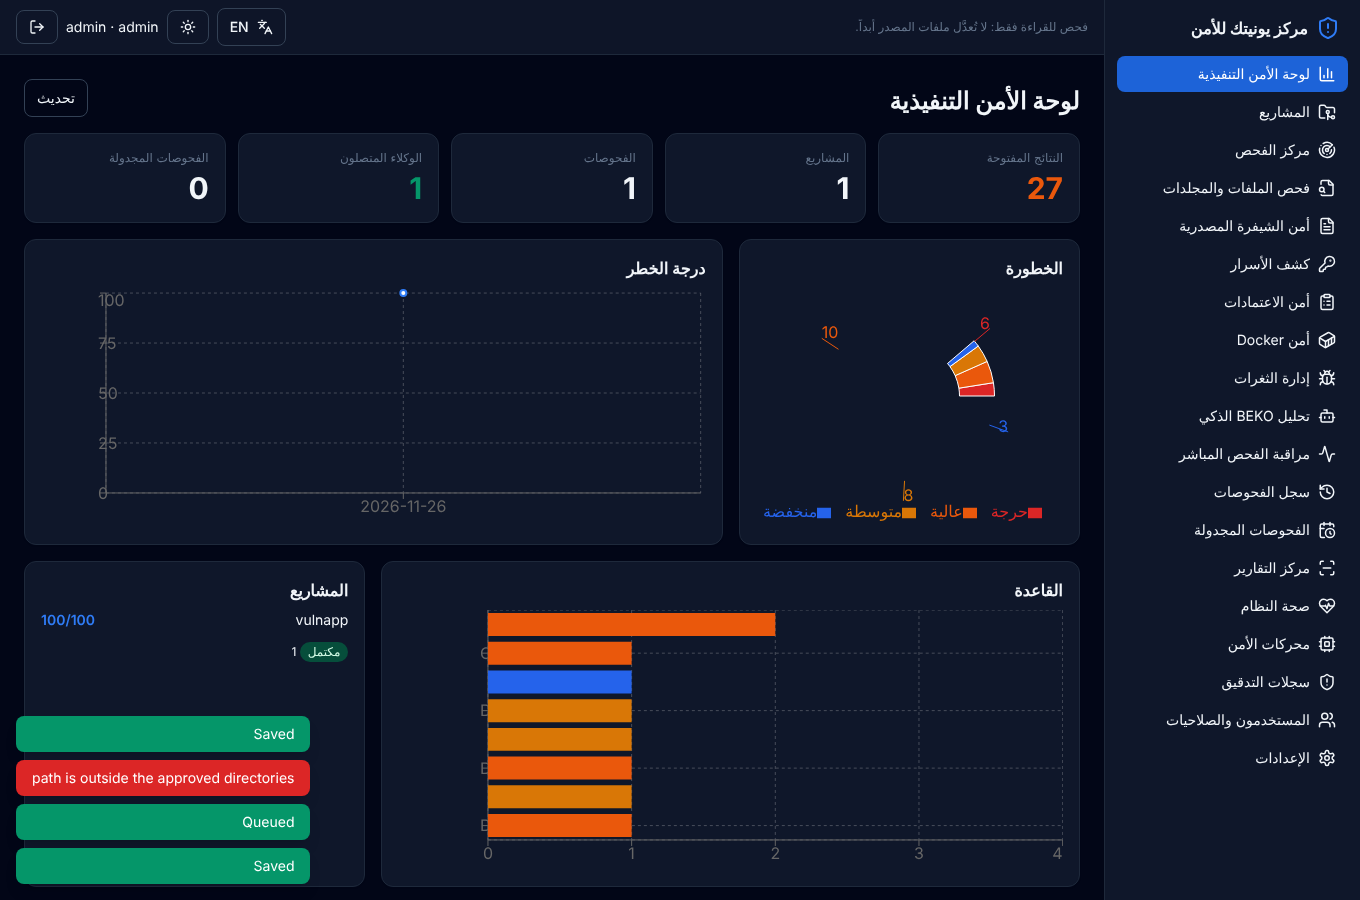 مركز يونيتك للأمن
لوحة الأمن التنفيذية
المشاريع
مركز الفحص
فحص الملفات والمجلدات
أمن الشيفرة المصدرية
كشف الأسرار
أمن الاعتمادات
أمن Docker
إدارة الثغرات
تحليل BEKO الذكي
مراقبة الفحص المباشر
سجل الفحوصات
الفحوصات المجدولة
مركز التقارير
صحة النظام
محركات الأمن
سجلات التدقيق
المستخدمون والصلاحيات
الإعدادات
فحص للقراءة فقط: لا تُعدَّل ملفات المصدر أبداً.
EN
admin · admin
لوحة الأمن التنفيذية
تحديث
النتائج المفتوحة
27
المشاريع
1
الفحوصات
1
الوكلاء المتصلون
1
الفحوصات المجدولة
0
الخطورة
6
10
3
8
حرجة
عالية
متوسطة
منخفضة
درجة الخطر
100
75
50
25
0
2026-11-26
القاعدة
0
1
2
3
4
المشاريع
vulnapp
100/100
مكتمل 1
Saved
path is outside the approved directories
Queued
Saved